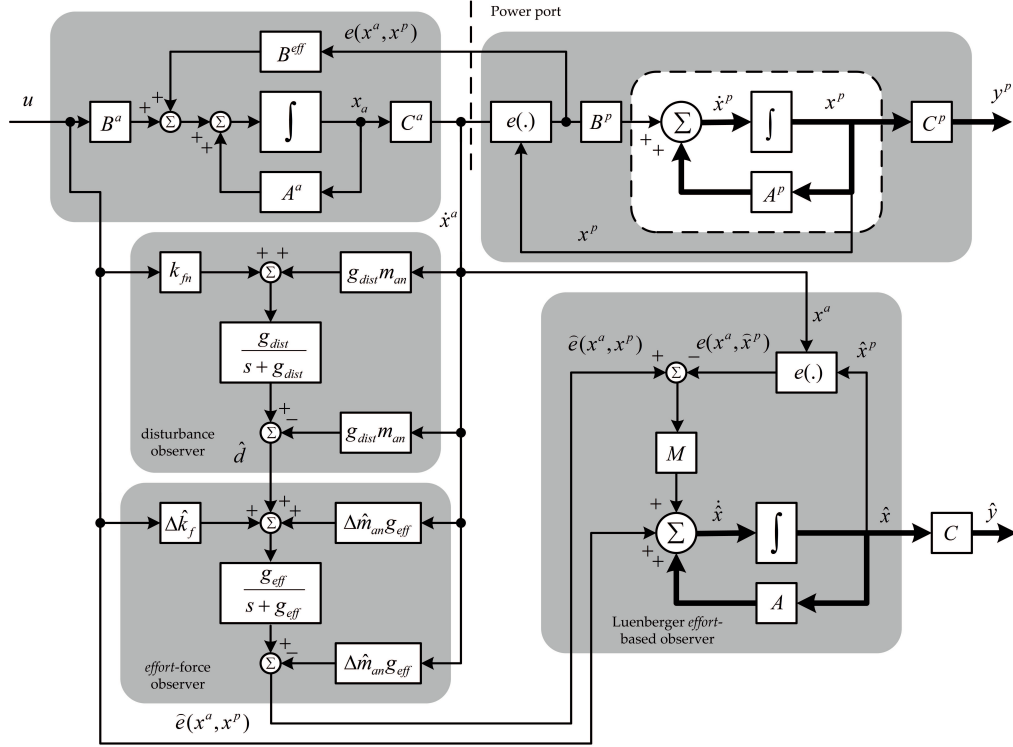 Power port
e(x^a, x^p)
B^eff
u
B^a
+ +
+
+ +
∫
x_a
C^a
A^a
e(.)
B^p
+ +
Σ
ẋ^p
∫
x^p
C^p
y^p
A^p
x^p
ẋ^a
k_fn
+ +
Σ
g_dist m_an
g_dist
s + g_dist
+
−
Σ
g_dist m_an
disturbance
observer
d̂
Δk̂_f
+
+ +
Σ
Δm̂_an g_eff
g_eff
s + g_eff
+
−
Σ
Δm̂_an g_eff
effort-force
observer
ê(x^a, x^p)
x^a
ê(x^a, x^p)
+
Σ
−
e(x^a, x̂^p)
e(.)
x̂^p
M
+
+ +
Σ
x̂̇
∫
x̂
C
ŷ
A
Luenberger effort-
based observer